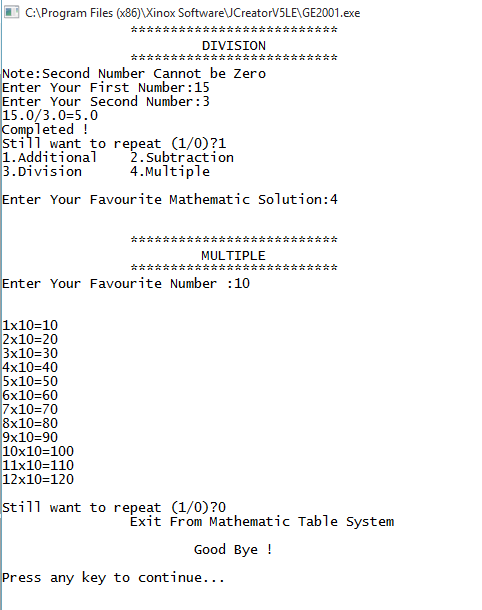 C:\Program Files (x86)\Xinox Software\JCreatorV5LE\GE2001.exe
**************************
DIVISION
**************************
Note:Second Number Cannot be Zero
Enter Your First Number:15
Enter Your Second Number:3
15.0/3.0=5.0
Completed !
Still want to repeat (1/0)?1
1.Additional    2.Subtraction
3.Division      4.Multiple
Enter Your Favourite Mathematic Solution:4
**************************
MULTIPLE
**************************
Enter Your Favourite Number :10
1x10=10
2x10=20
3x10=30
4x10=40
5x10=50
6x10=60
7x10=70
8x10=80
9x10=90
10x10=100
11x10=110
12x10=120
Still want to repeat (1/0)?0
Exit From Mathematic Table System
Good Bye !
Press any key to continue...